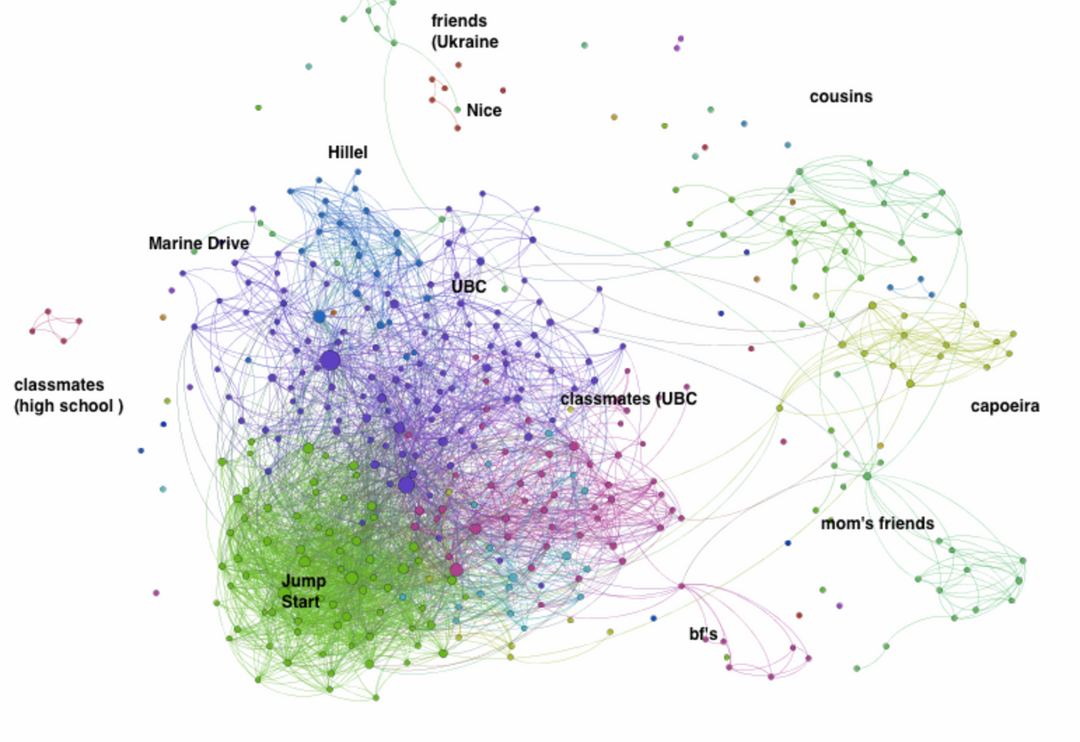 friends
(Ukraine
Nice
cousins
Hillel
Marine Drive
UBC
classmates
(high school )
classmates (UBC
capoeira
mom's friends
Jump
Start
bf's